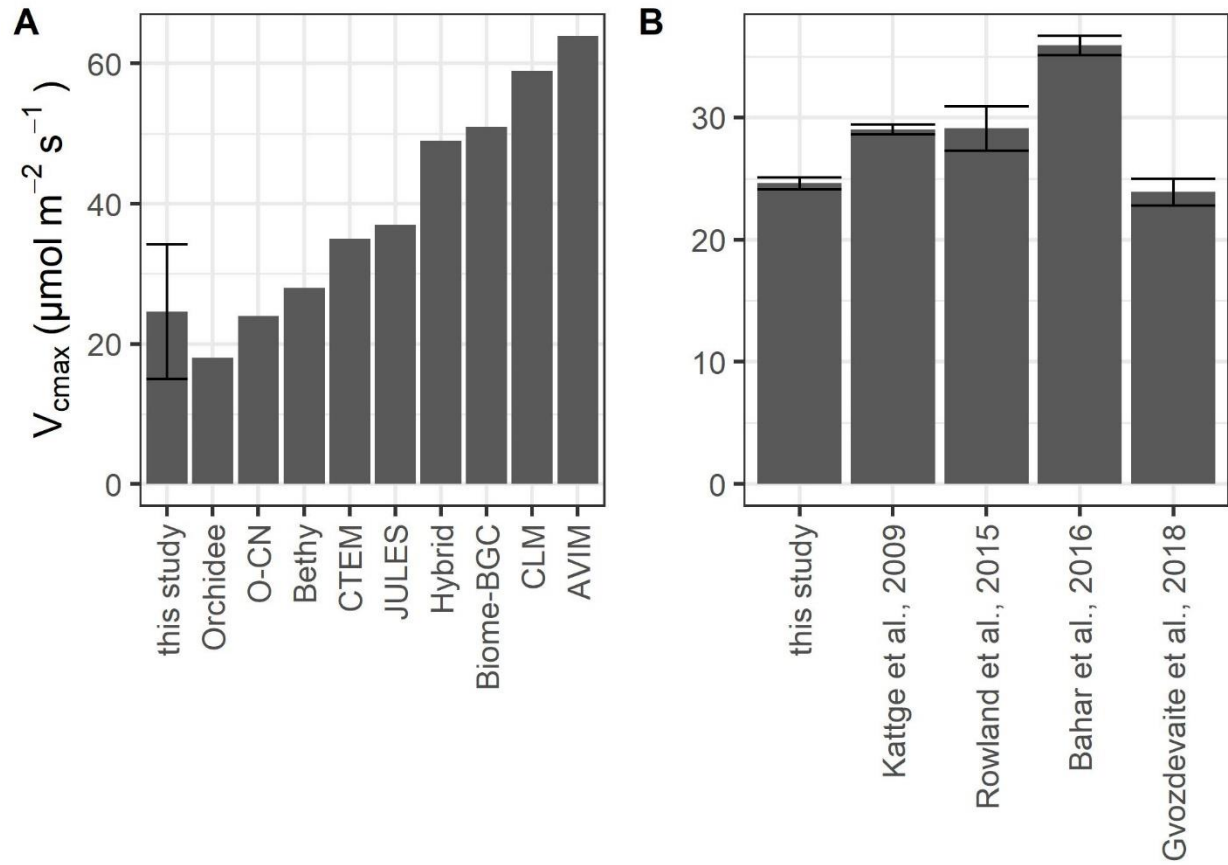 A
V_cmax (µmol m⁻² s⁻¹ )
60
40
20
0
this study
Orchidee
O-CN
Bethy
CTEM
JULES
Hybrid
Biome-BGC
CLM
AVIM
B
30
20
10
0
this study
Kattge et al., 2009
Rowland et al., 2015
Bahar et al., 2016
Gvozdevaite et al., 2018